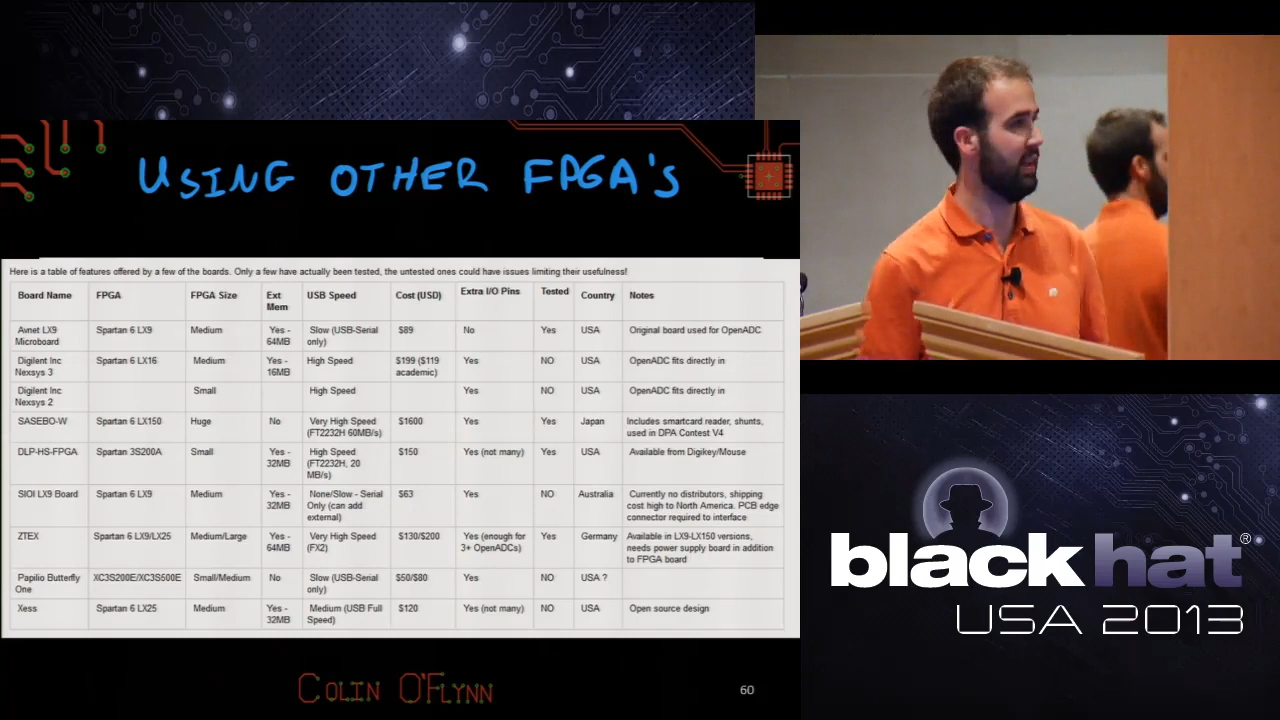 USING OTHER FPGA'S
Here is a table of features offered by a few of the boards. Only a few have actually been tested, the untested ones could have issues limiting their usefulness!
Board Name FPGA FPGA Size Ext Mem USB Speed Cost (USD) Extra I/O Pins Tested Country Notes
Avnet LX9 Microboard Spartan 6 LX9 Medium Yes - 64MB Slow (USB-Serial only) $89 No Yes USA Original board used for OpenADC
Digilent Inc Nexsys 3 Spartan 6 LX16 Medium Yes - 16MB High Speed $199 ($119 academic) Yes NO USA OpenADC fits directly in
Digilent Inc Nexsys 2 Small High Speed Yes NO USA OpenADC fits directly in
SASEBO-W Spartan 6 LX150 Huge No Very High Speed (FT2232H 60MB/s) $1600 Yes Yes Japan Includes smartcard reader, shunts, used in DPA Contest V4
DLP-HS-FPGA Spartan 3S200A Small Yes - 32MB High Speed (FT2232H, 20 MB/s) $150 Yes (not many) Yes USA Available from Digikey/Mouse
SIOI LX9 Board Spartan 6 LX9 Medium Yes - 32MB None/Slow - Serial Only (can add external) $63 Yes NO Australia Currently no distributors, shipping cost high to North America. PCB edge connector required to interface
ZTEX Spartan 6 LX9/LX25 Medium/Large Yes - 64MB Very High Speed (FX2) $130/$200 Yes (enough for 3+ OpenADCs) Yes Germany Available in LX9-LX150 versions, needs power supply board in addition to FPGA board
Papilio Butterfly One XC3S200E/XC3S500E Small/Medium No Slow (USB-Serial only) $50/$80 Yes NO USA ?
Xess Spartan 6 LX25 Medium Yes - 32MB Medium (USB Full Speed) $120 Yes (not many) NO USA Open source design
COLIN O'FLYNN
60
blackhat®
USA 2013